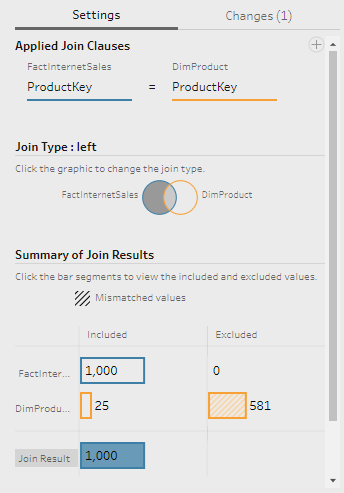 Settings
Changes (1)
Applied Join Clauses
FactInternetSales
DimProduct
ProductKey = ProductKey
Join Type : left
Click the graphic to change the join type.
FactInternetSales
DimProduct
Summary of Join Results
Click the bar segments to view the included and excluded values.
Mismatched values
Included
Excluded
FactInter... 1,000 0
DimProdu... 25 581
Join Result 1,000